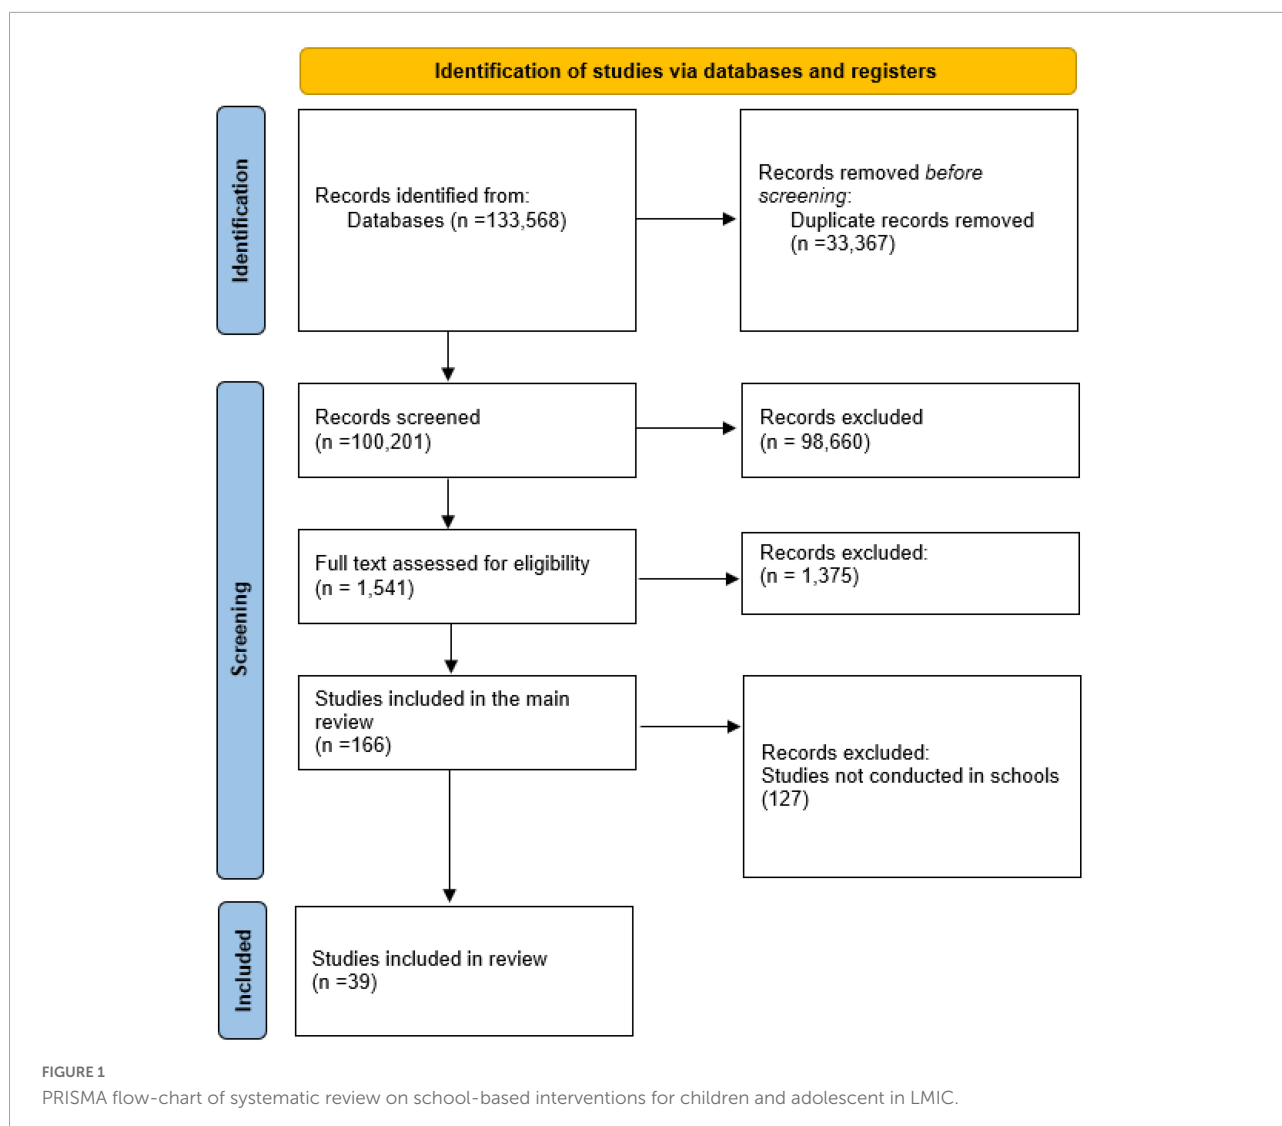 Identification of studies via databases and registers
Identification
Records identified from:
Databases (n =133,568)
Records removed before
screening:
Duplicate records removed
(n =33,367)
Screening
Records screened
(n =100,201)
Records excluded
(n = 98,660)
Full text assessed for eligibility
(n = 1,541)
Records excluded:
(n = 1,375)
Studies included in the main
review
(n =166)
Records excluded:
Studies not conducted in schools
(127)
Included
Studies included in review
(n =39)
FIGURE 1
PRISMA flow-chart of systematic review on school-based interventions for children and adolescent in LMIC.